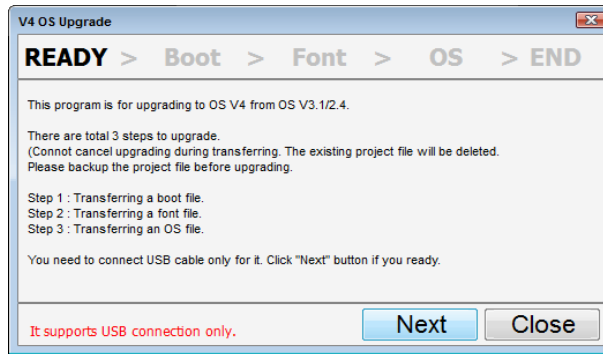 V4 OS Upgrade
READY > Boot > Font > OS > END
This program is for upgrading to OS V4 from OS V3.1/2.4.
There are total 3 steps to upgrade.
(Connot cancel upgrading during transferring. The existing project file will be deleted.
Please backup the project file before upgrading.
Step 1 : Transferring a boot file.
Step 2 : Transferring a font file.
Step 3 : Transferring an OS file.
You need to connect USB cable only for it. Click "Next" button if you ready.
It supports USB connection only.
Next Close